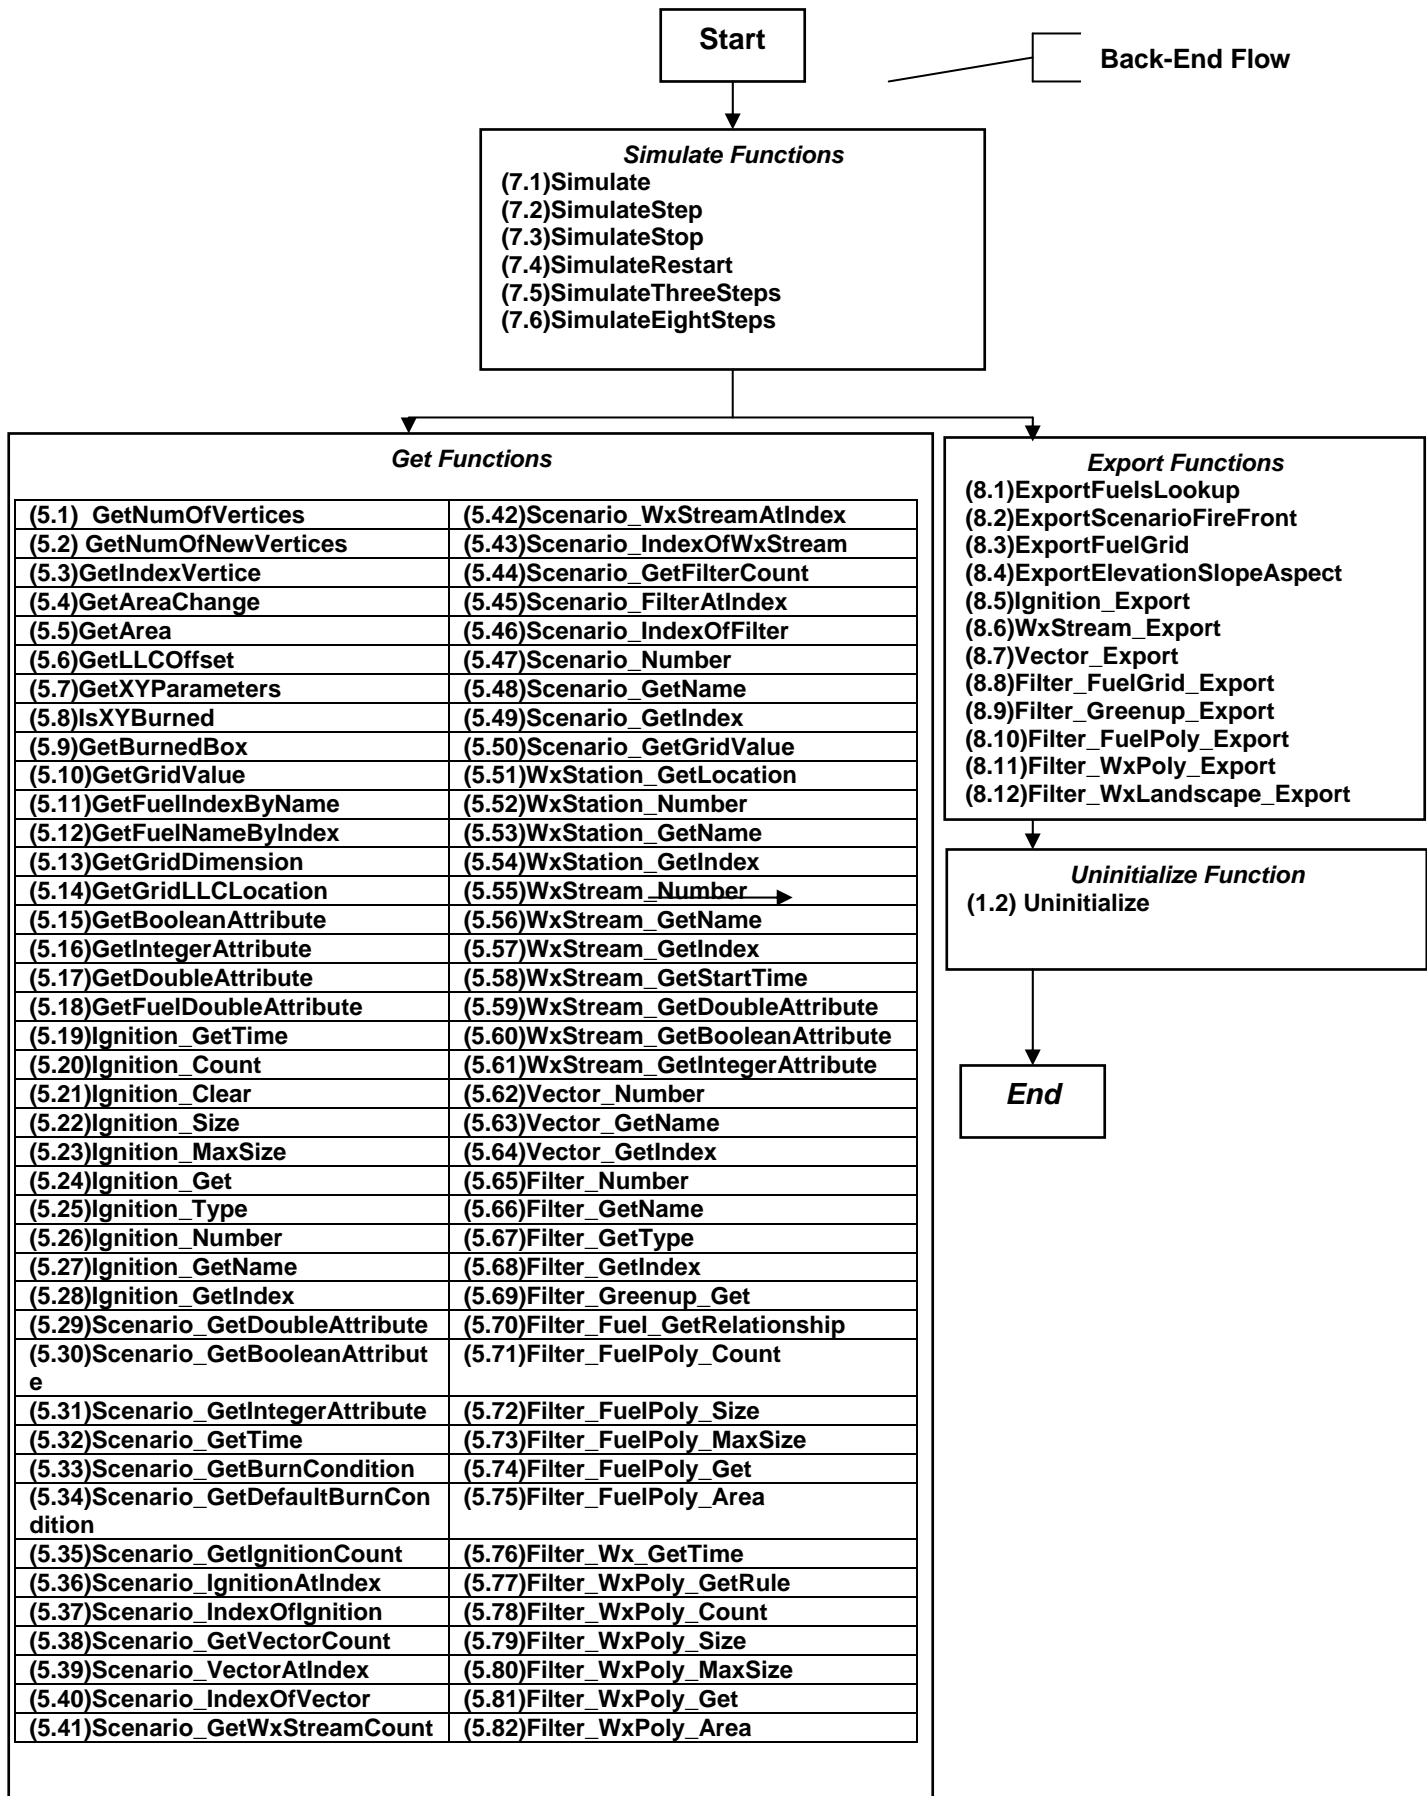 Start
Back-End Flow
Simulate Functions
(7.1)Simulate
(7.2)SimulateStep
(7.3)SimulateStop
(7.4)SimulateRestart
(7.5)SimulateThreeSteps
(7.6)SimulateEightSteps
Get Functions
(5.1) GetNumOfVertices
(5.2) GetNumOfNewVertices
(5.3)GetIndexVertice
(5.4)GetAreaChange
(5.5)GetArea
(5.6)GetLLCOffset
(5.7)GetXYParameters
(5.8)IsXYBurned
(5.9)GetBurnedBox
(5.10)GetGridValue
(5.11)GetFuelIndexByName
(5.12)GetFuelNameByIndex
(5.13)GetGridDimension
(5.14)GetGridLLCLocation
(5.15)GetBooleanAttribute
(5.16)GetIntegerAttribute
(5.17)GetDoubleAttribute
(5.18)GetFuelDoubleAttribute
(5.19)Ignition_GetTime
(5.20)Ignition_Count
(5.21)Ignition_Clear
(5.22)Ignition_Size
(5.23)Ignition_MaxSize
(5.24)Ignition_Get
(5.25)Ignition_Type
(5.26)Ignition_Number
(5.27)Ignition_GetName
(5.28)Ignition_GetIndex
(5.29)Scenario_GetDoubleAttribute
(5.30)Scenario_GetBooleanAttribut
e
(5.31)Scenario_GetIntegerAttribute
(5.32)Scenario_GetTime
(5.33)Scenario_GetBurnCondition
(5.34)Scenario_GetDefaultBurnCon
dition
(5.35)Scenario_GetIgnitionCount
(5.36)Scenario_IgnitionAtIndex
(5.37)Scenario_IndexOfIgnition
(5.38)Scenario_GetVectorCount
(5.39)Scenario_VectorAtIndex
(5.40)Scenario_IndexOfVector
(5.41)Scenario_GetWxStreamCount
(5.42)Scenario_WxStreamAtIndex
(5.43)Scenario_IndexOfWxStream
(5.44)Scenario_GetFilterCount
(5.45)Scenario_FilterAtIndex
(5.46)Scenario_IndexOfFilter
(5.47)Scenario_Number
(5.48)Scenario_GetName
(5.49)Scenario_GetIndex
(5.50)Scenario_GetGridValue
(5.51)WxStation_GetLocation
(5.52)WxStation_Number
(5.53)WxStation_GetName
(5.54)WxStation_GetIndex
(5.55)WxStream_Number
(5.56)WxStream_GetName
(5.57)WxStream_GetIndex
(5.58)WxStream_GetStartTime
(5.59)WxStream_GetDoubleAttribute
(5.60)WxStream_GetBooleanAttribute
(5.61)WxStream_GetIntegerAttribute
(5.62)Vector_Number
(5.63)Vector_GetName
(5.64)Vector_GetIndex
(5.65)Filter_Number
(5.66)Filter_GetName
(5.67)Filter_GetType
(5.68)Filter_GetIndex
(5.69)Filter_Greenup_Get
(5.70)Filter_Fuel_GetRelationship
(5.71)Filter_FuelPoly_Count
(5.72)Filter_FuelPoly_Size
(5.73)Filter_FuelPoly_MaxSize
(5.74)Filter_FuelPoly_Get
(5.75)Filter_FuelPoly_Area
(5.76)Filter_Wx_GetTime
(5.77)Filter_WxPoly_GetRule
(5.78)Filter_WxPoly_Count
(5.79)Filter_WxPoly_Size
(5.80)Filter_WxPoly_MaxSize
(5.81)Filter_WxPoly_Get
(5.82)Filter_WxPoly_Area
Export Functions
(8.1)ExportFuelsLookup
(8.2)ExportScenarioFireFront
(8.3)ExportFuelGrid
(8.4)ExportElevationSlopeAspect
(8.5)Ignition_Export
(8.6)WxStream_Export
(8.7)Vector_Export
(8.8)Filter_FuelGrid_Export
(8.9)Filter_Greenup_Export
(8.10)Filter_FuelPoly_Export
(8.11)Filter_WxPoly_Export
(8.12)Filter_WxLandscape_Export
Uninitialize Function
(1.2) Uninitialize
End